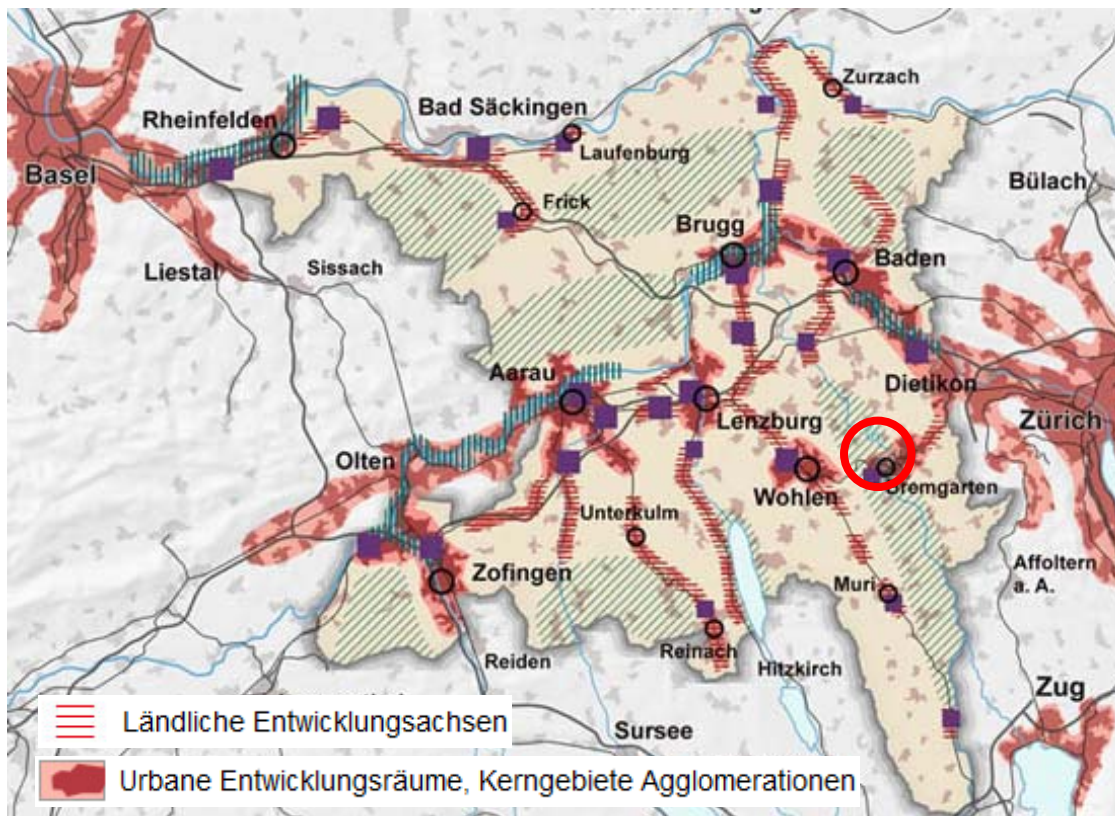 Zurzach
Bad Säckingen
Rheinfelden
Laufenburg
Basel
Bülach
Frick
Brugg
Baden
Liestal
Sissach
Aarau
Dietikon
Lenzburg
Zürich
Olten
Wohlen
Bremgarten
Unterkulm
Affoltern
a. A.
Zofingen
Muri
Reinach
Reiden
Hitzkirch
Zug
Ländliche Entwicklungsachsen
Sursee
Urbane Entwicklungsräume, Kerngebiete Agglomerationen